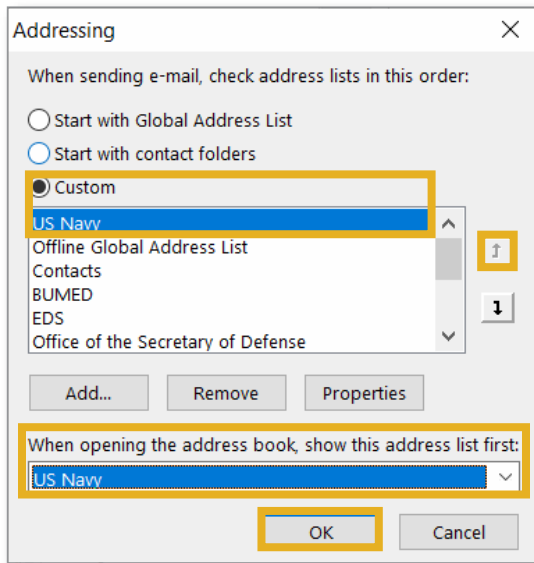 Addressing
When sending e-mail, check address lists in this order:
Start with Global Address List
Start with contact folders
Custom
US Navy
Offline Global Address List
Contacts
BUMED
EDS
Office of the Secretary of Defense
Add...
Remove
Properties
When opening the address book, show this address list first:
US Navy
OK
Cancel